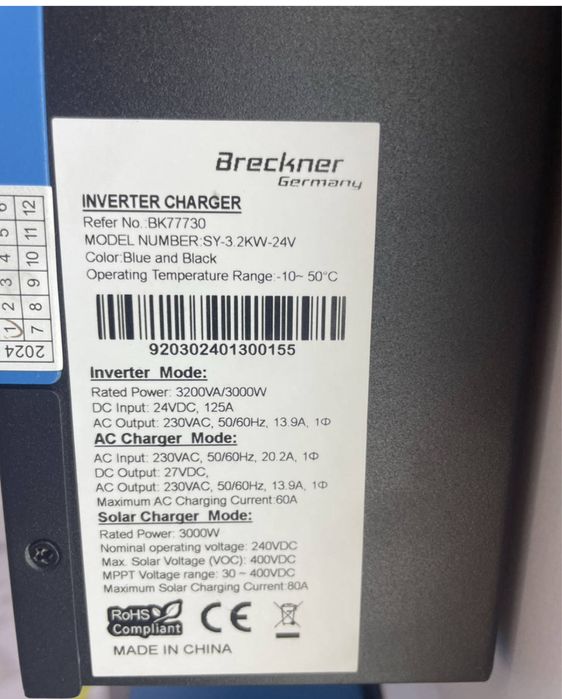 Breckner
Germany
INVERTER CHARGER
Refer No.:BK77730
MODEL NUMBER:SY-3.2KW-24V
Color:Blue and Black
Operating Temperature Range:-10~ 50°C
920302401300155
Inverter Mode:
Rated Power: 3200VA/3000W
DC Input: 24VDC, 125A
AC Output: 230VAC, 50/60Hz, 13.9A, 1Φ
AC Charger Mode:
AC Input: 230VAC, 50/60Hz, 20.2A, 1Φ
DC Output: 27VDC,
AC Output: 230VAC, 50/60Hz, 13.9A, 1Φ
Maximum AC Charging Current:60A
Solar Charger Mode:
Rated Power: 3000W
Nominal operating voltage: 240VDC
Max. Solar Voltage (VOC): 400VDC
MPPT Voltage range: 30 ~ 400VDC
Maximum Solar Charging Current:80A
RoHS
Compliant
CE
MADE IN CHINA
2024
1 2 3 4 5 6
7 8 9 10 11 12